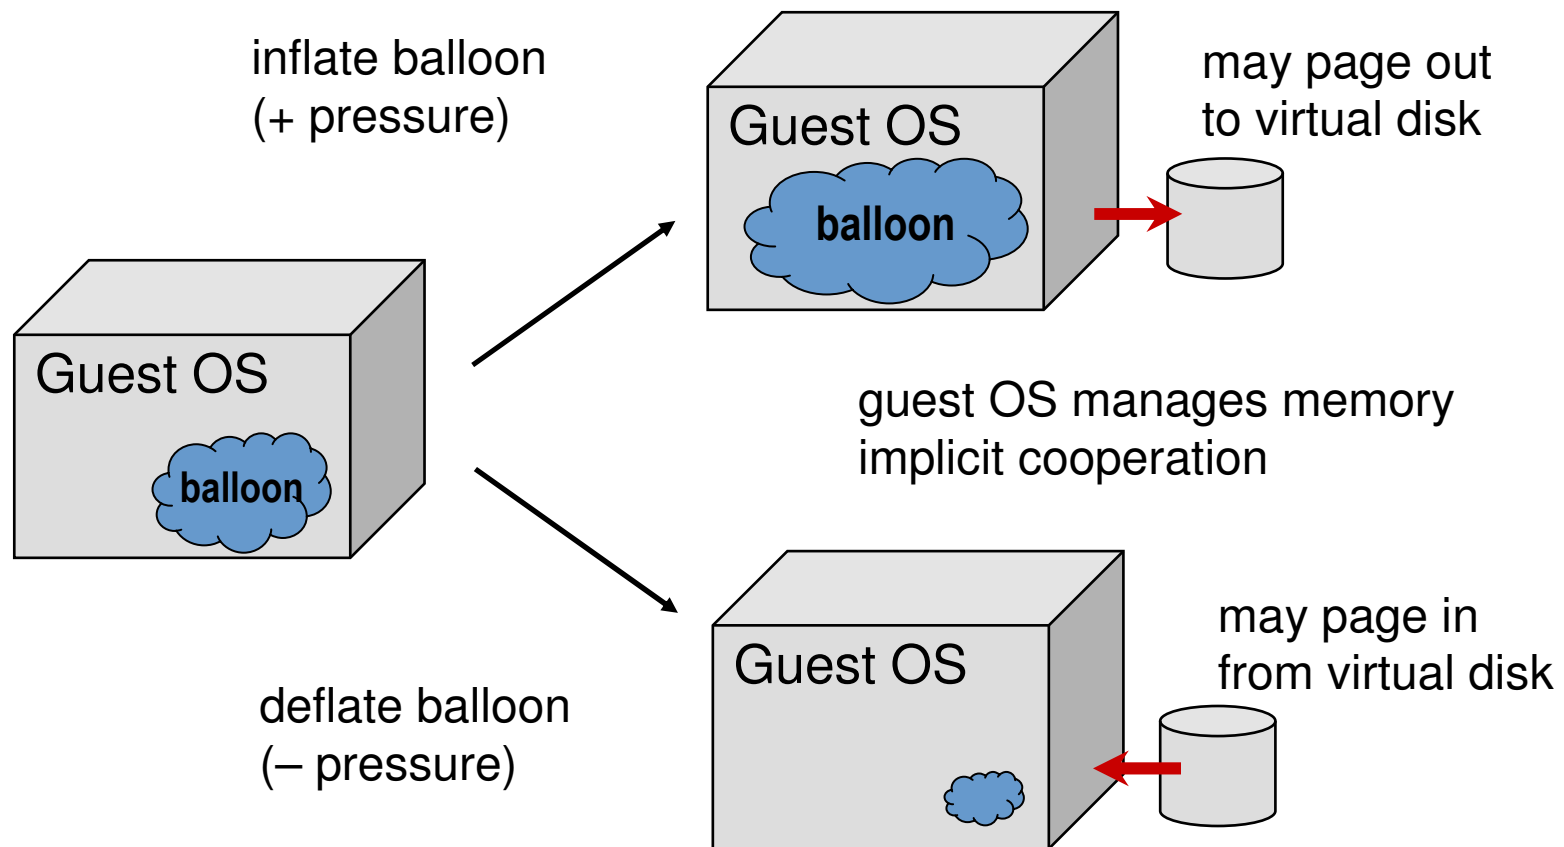 inflate balloon
(+ pressure)
Guest OS
balloon
may page out
to virtual disk
Guest OS
balloon
guest OS manages memory
implicit cooperation
deflate balloon
(– pressure)
Guest OS
may page in
from virtual disk